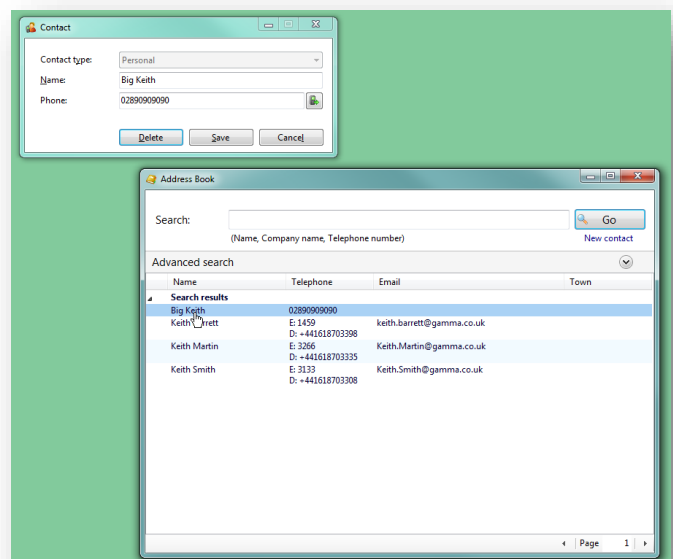 Contact
Contact type: Personal
Name: Big Keith
Phone: 02890909090
Delete Save Cancel
Address Book
Search: Go
(Name, Company name, Telephone number) New contact
Advanced search
Name Telephone Email Town
Search results
Big Keith 02890909090
Keith Barrett E: 1459 keith.barrett@gamma.co.uk
D: +441618703398
Keith Martin E: 3266 Keith.Martin@gamma.co.uk
D: +441618703335
Keith Smith E: 3133 Keith.Smith@gamma.co.uk
D: +441618703308
Page 1